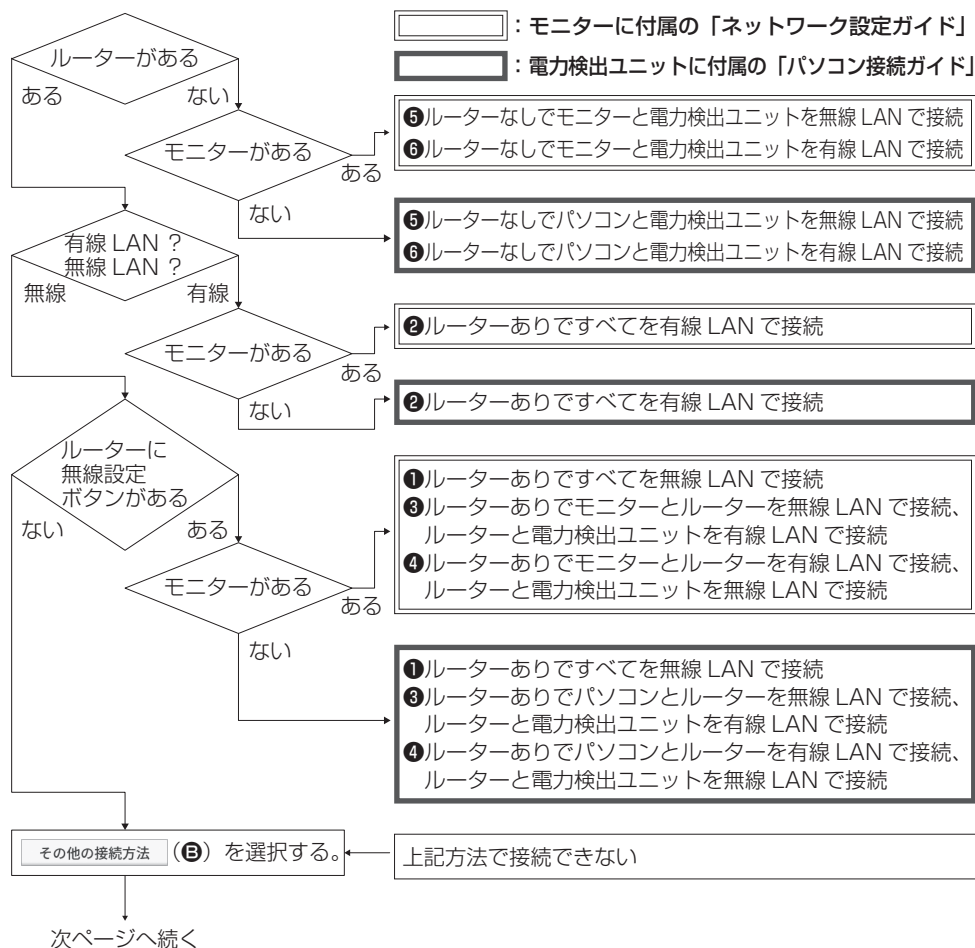 ：モニターに付属の「ネットワーク設定ガイド」
：電力検出ユニットに付属の「パソコン接続ガイド」
ルーターがある
ある
ない
モニターがある
ある
ない
❺ルーターなしでモニターと電力検出ユニットを無線 LAN で接続
❻ルーターなしでモニターと電力検出ユニットを有線 LAN で接続
❺ルーターなしでパソコンと電力検出ユニットを無線 LAN で接続
❻ルーターなしでパソコンと電力検出ユニットを有線 LAN で接続
有線 LAN ？
無線 LAN ？
無線
有線
モニターがある
ある
ない
❷ルーターありですべてを有線 LAN で接続
❷ルーターありですべてを有線 LAN で接続
ルーターに
無線設定
ボタンがある
ない
ある
モニターがある
ある
ない
❶ルーターありですべてを無線 LAN で接続
❸ルーターありでモニターとルーターを無線 LAN で接続、
ルーターと電力検出ユニットを有線 LAN で接続
❹ルーターありでモニターとルーターを有線 LAN で接続、
ルーターと電力検出ユニットを無線 LAN で接続
❶ルーターありですべてを無線 LAN で接続
❸ルーターありでパソコンとルーターを無線 LAN で接続、
ルーターと電力検出ユニットを有線 LAN で接続
❹ルーターありでパソコンとルーターを有線 LAN で接続、
ルーターと電力検出ユニットを無線 LAN で接続
その他の接続方法 （🅑）を選択する。
上記方法で接続できない
次ページへ続く